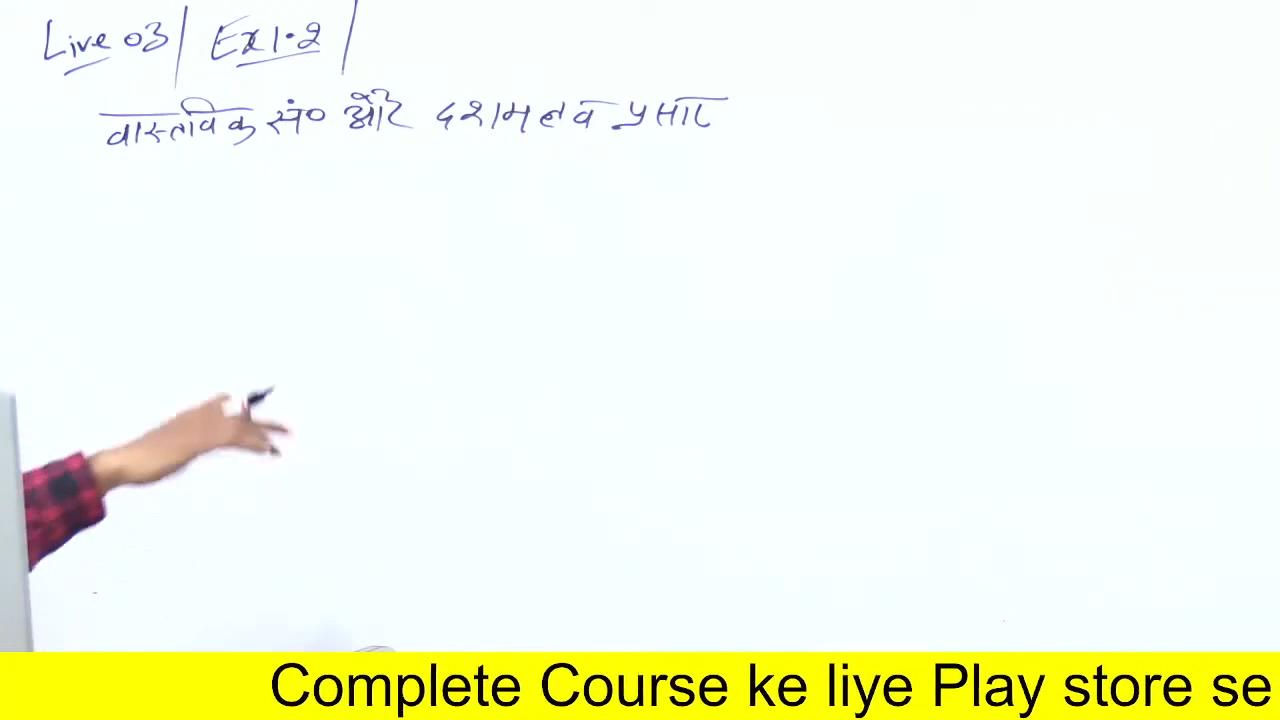 Live 03 | Ex 1.2 |
वास्तविक सं० और दशमलव प्रसार
Complete Course ke liye Play store se